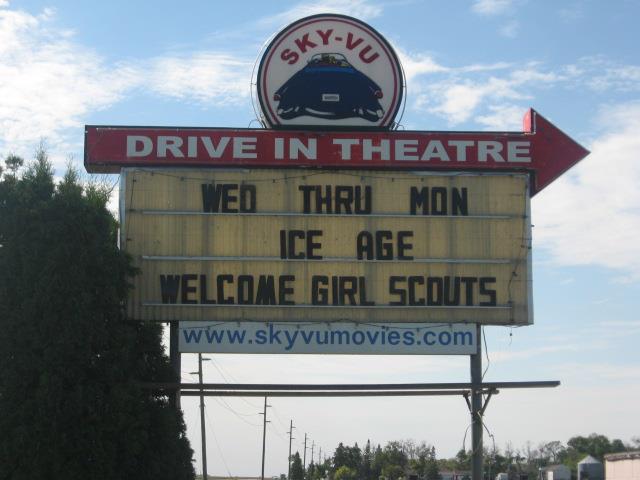 SKY-VU
DRIVE IN THEATRE
WED THRU MON
ICE AGE
WELCOME GIRL SCOUTS
www.skyvumovies.com